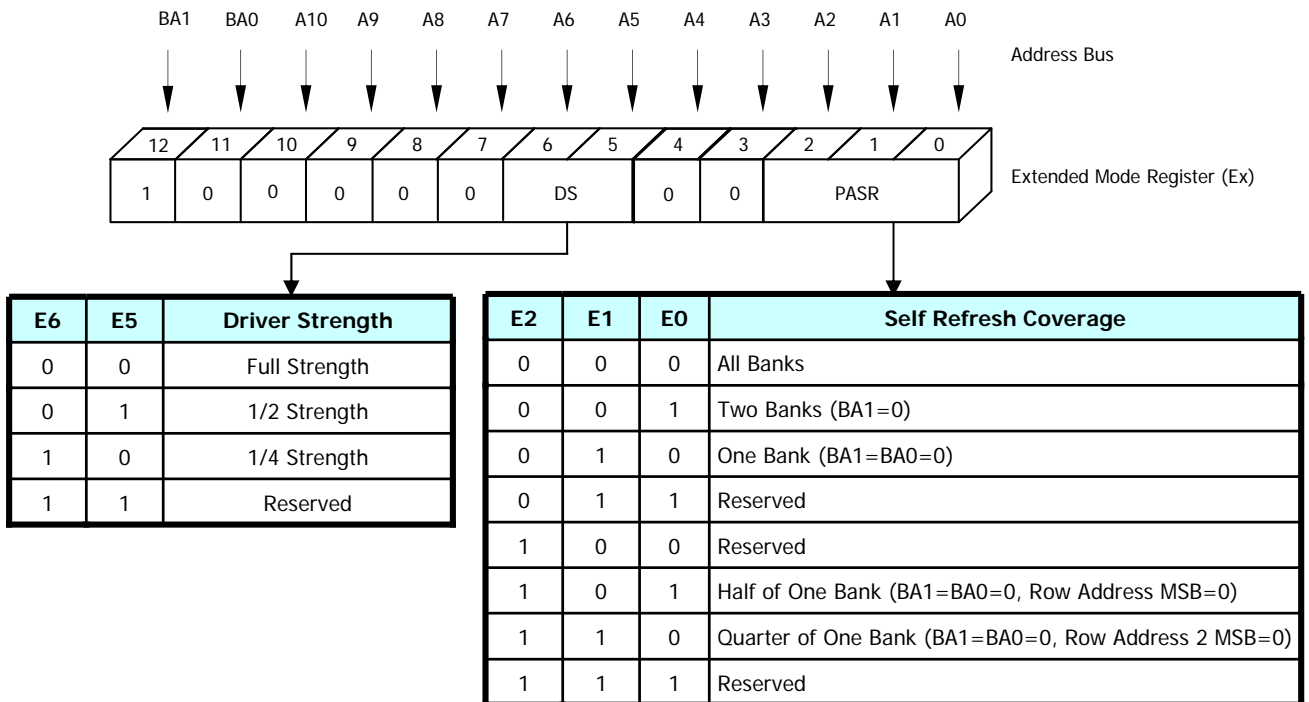 BA1 BA0 A10 A9 A8 A7 A6 A5 A4 A3 A2 A1 A0
Address Bus
12 11 10 9 8 7 6 5 4 3 2 1 0
1 0 0 0 0 0 DS 0 0 PASR
Extended Mode Register (Ex)
E6 E5 Driver Strength
0 0 Full Strength
0 1 1/2 Strength
1 0 1/4 Strength
1 1 Reserved
E2 E1 E0 Self Refresh Coverage
0 0 0 All Banks
0 0 1 Two Banks (BA1=0)
0 1 0 One Bank (BA1=BA0=0)
0 1 1 Reserved
1 0 0 Reserved
1 0 1 Half of One Bank (BA1=BA0=0, Row Address MSB=0)
1 1 0 Quarter of One Bank (BA1=BA0=0, Row Address 2 MSB=0)
1 1 1 Reserved